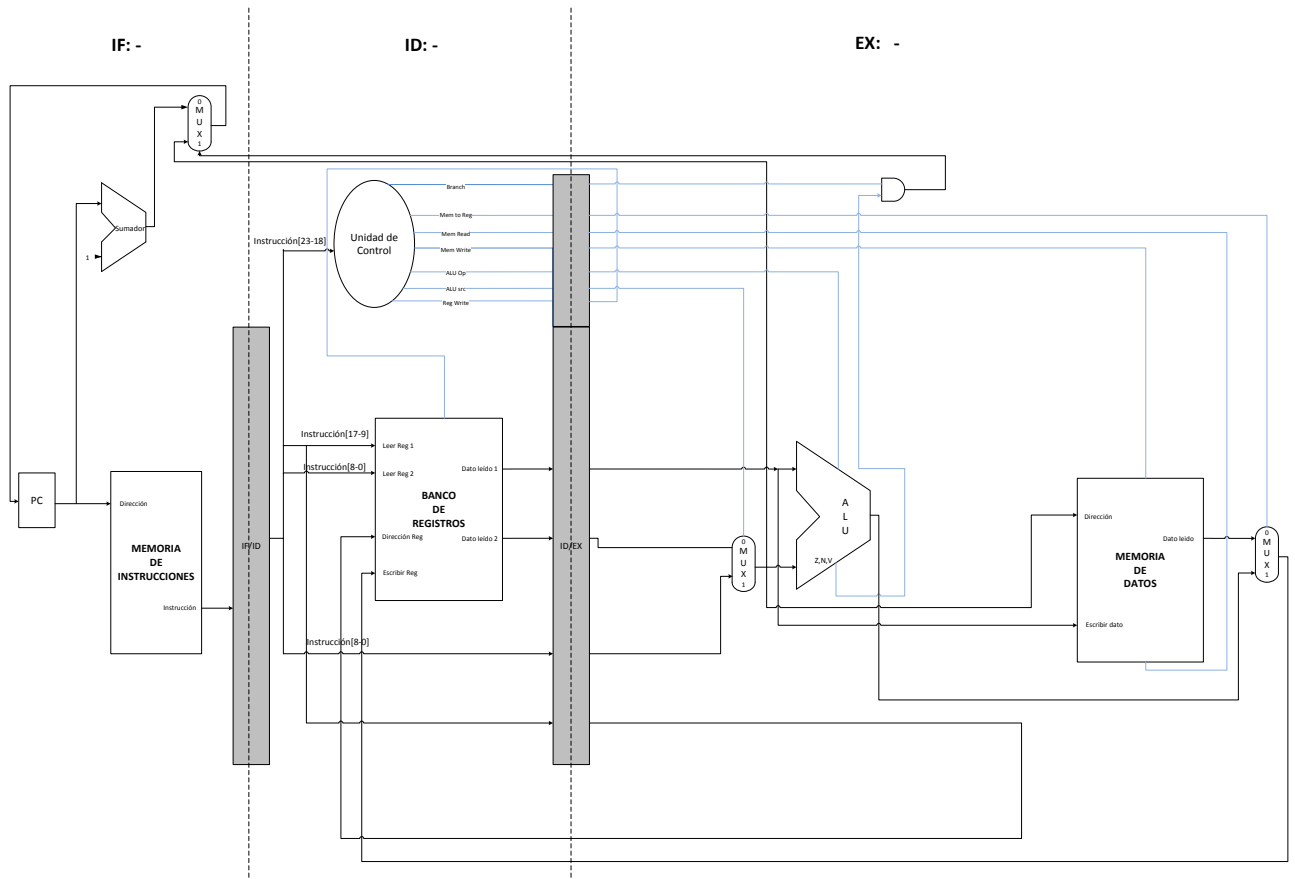 IF: -
ID: -
EX: -
0
M
U
X
1
Sumador
1
Instrucción[23-18]
Unidad de
Control
Branch
Mem to Reg
Mem Read
Mem Write
ALU Op
ALU src
Reg Write
PC
Dirección
MEMORIA
DE
INSTRUCCIONES
Instrucción
IF/ID
Instrucción[17-9]
Instrucción[8-0]
Leer Reg 1
Leer Reg 2
Dato leído 1
BANCO
DE
REGISTROS
Dirección Reg
Dato leído 2
Escribir Reg
Instrucción[8-0]
ID/EX
0
M
U
X
1
A
L
U
Z,N,V
Dirección
Dato leido
MEMORIA
DE
DATOS
Escribir dato
0
M
U
X
1